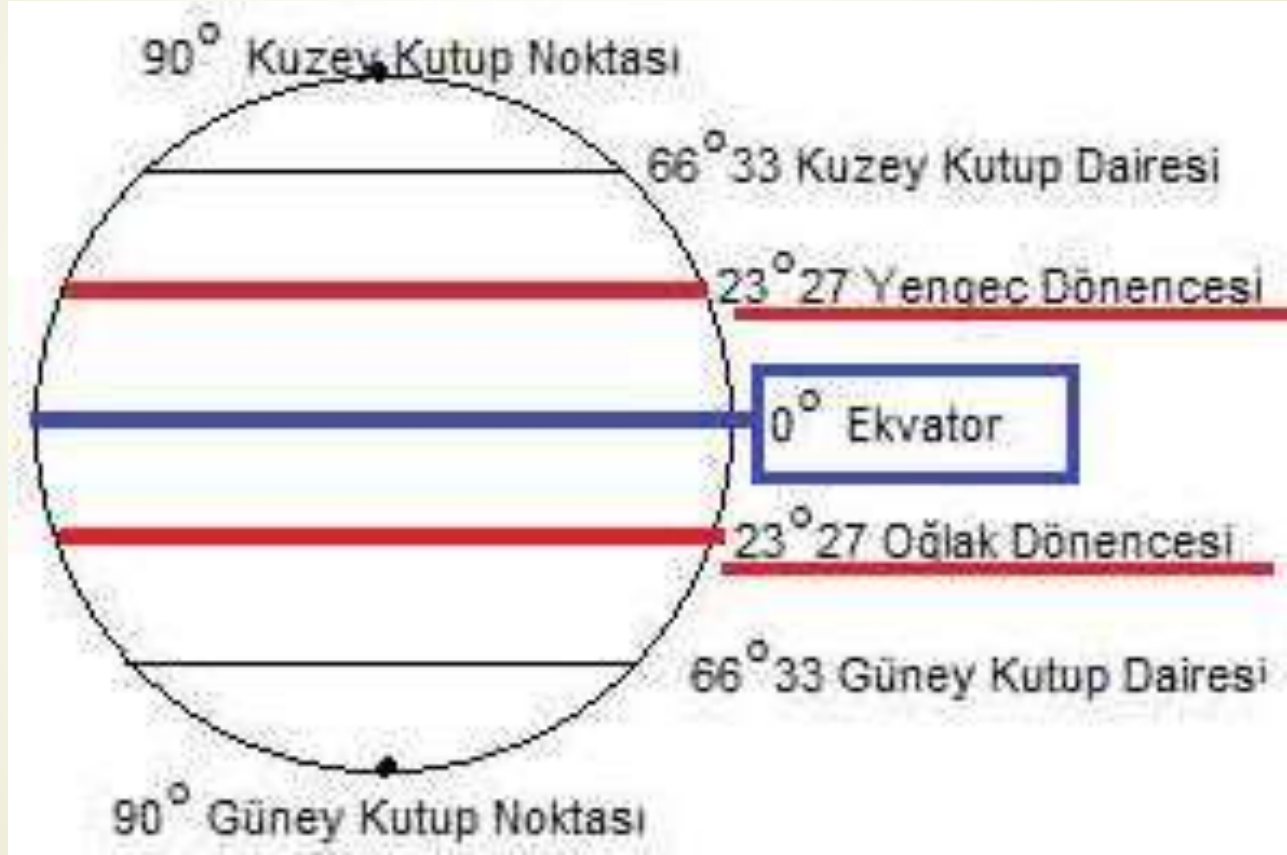 90° Kuzey Kutup Noktası
66°33 Kuzey Kutup Dairesi
23°27 Yengec Dönencesi
0° Ekvator
23°27 Oğlak Dönencesi
66°33 Güney Kutup Dairesi
90° Güney Kutup Noktası